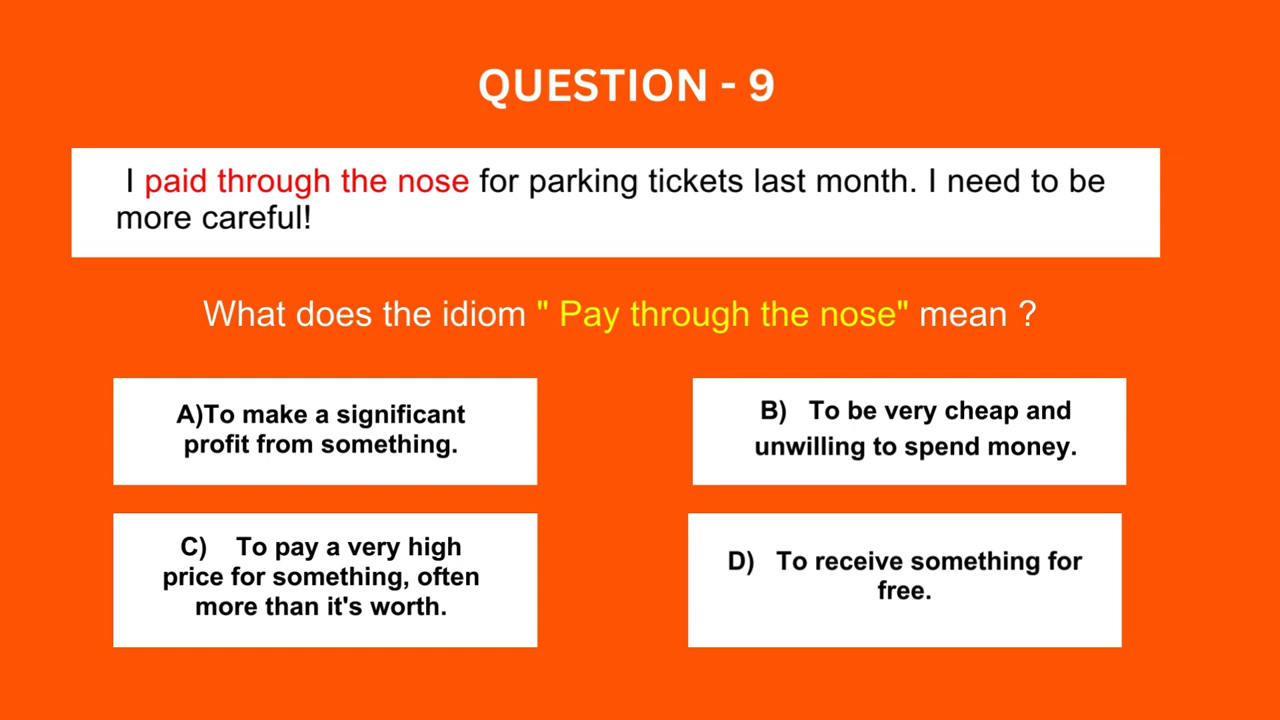 QUESTION - 9
I paid through the nose for parking tickets last month. I need to be
more careful!
What does the idiom " Pay through the nose" mean ?
A)To make a significant
profit from something.
B) To be very cheap and
unwilling to spend money.
C) To pay a very high
price for something, often
more than it's worth.
D) To receive something for
free.